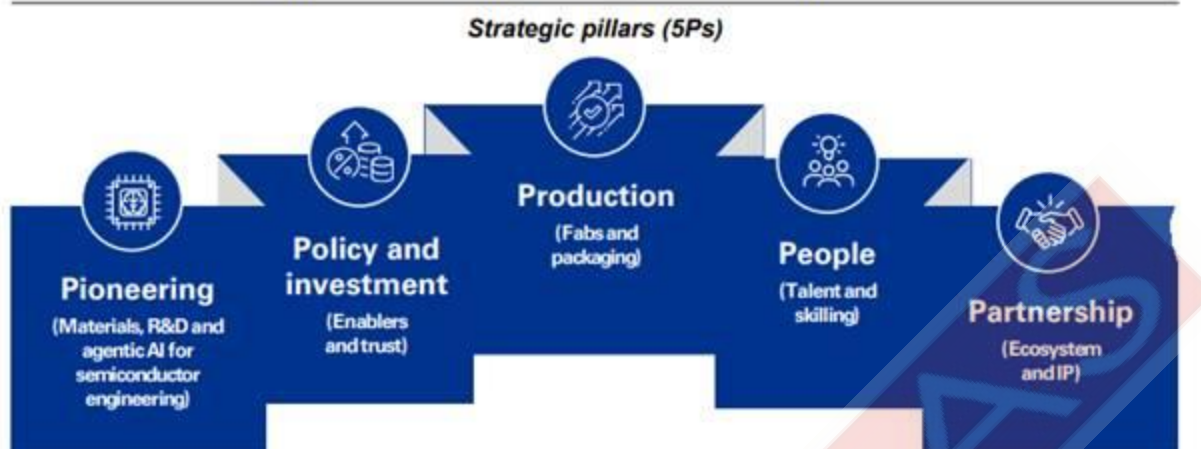 Strategic pillars (5Ps)
Pioneering
(Materials, R&D and
agentic AI for
semiconductor
engineering)
Policy and
investment
(Enablers
and trust)
Production
(Fabs and
packaging)
People
(Talent and
skilling)
Partnership
(Ecosystem
and IP)
AS